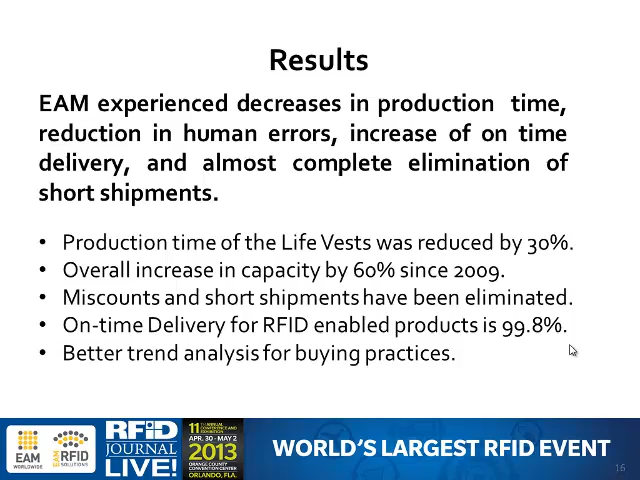 Results
EAM experienced decreases in production time,
reduction in human errors, increase of on time
delivery, and almost complete elimination of
short shipments.
• Production time of the Life Vests was reduced by 30%.
• Overall increase in capacity by 60% since 2009.
• Miscounts and short shipments have been eliminated.
• On-time Delivery for RFID enabled products is 99.8%.
• Better trend analysis for buying practices.
EAM
WORLDWIDE
EAM RFID
SOLUTIONS
RFID
JOURNAL
LIVE!
11TH ANNUAL
CONFERENCE AND
EXHIBITION
APR. 30 - MAY 2
2013
ORANGE COUNTY
CONVENTION CENTER
ORLANDO, FLA.
WORLD'S LARGEST RFID EVENT
16